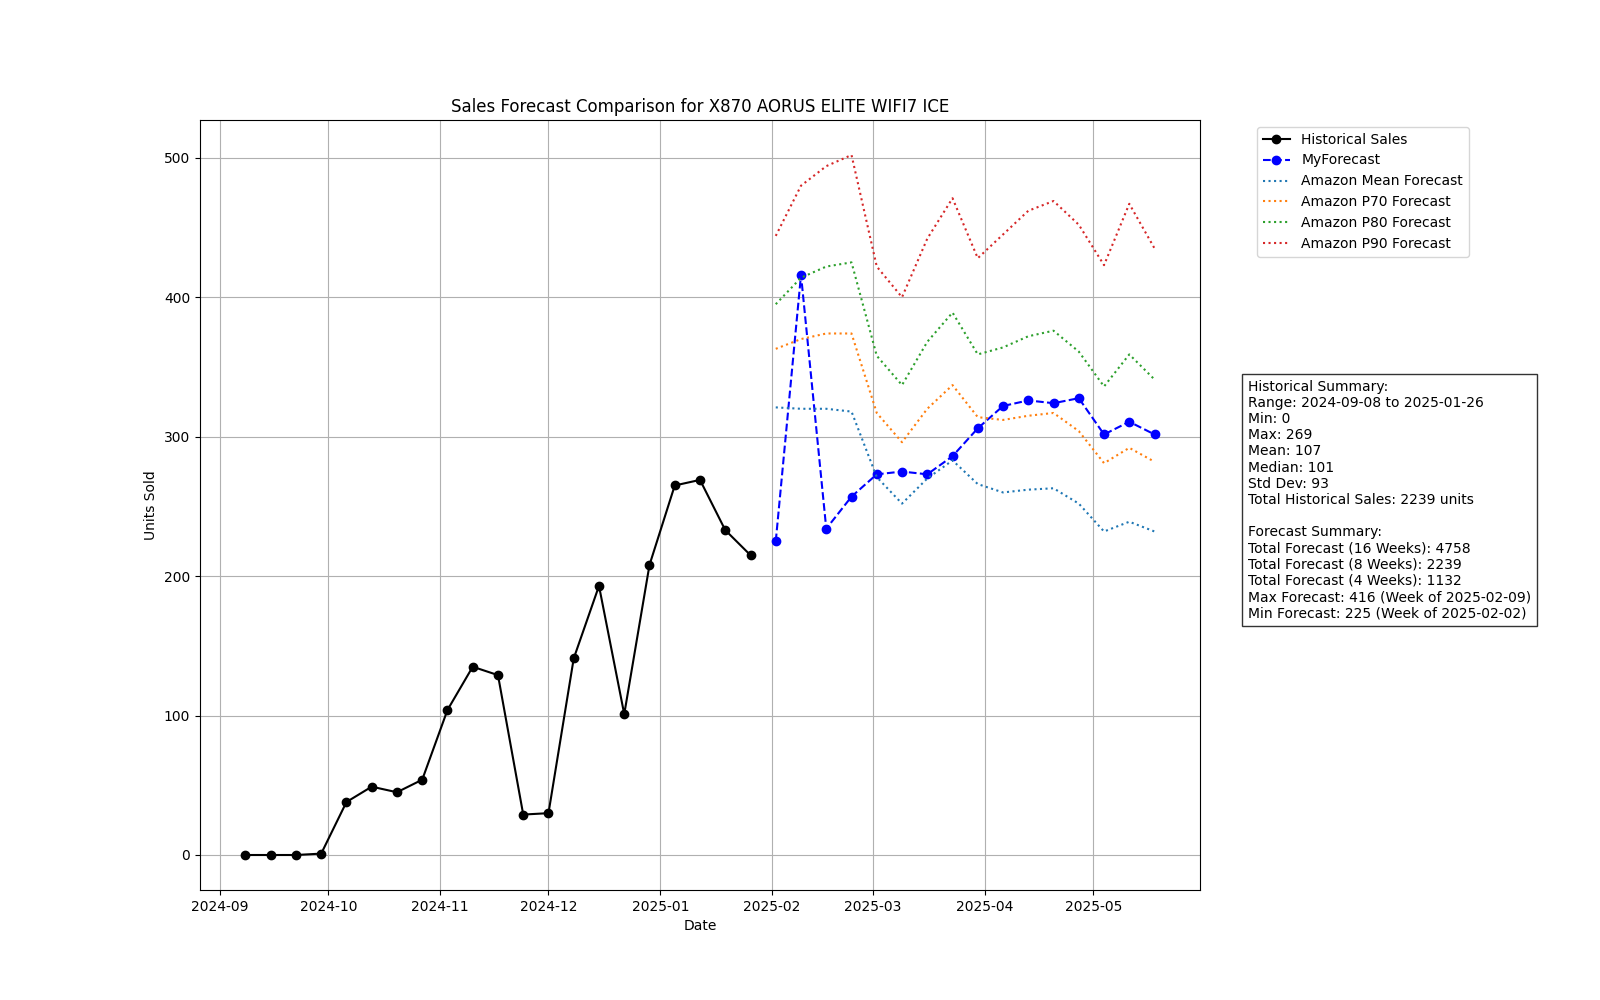 Sales Forecast Comparison for X870 AORUS ELITE WIFI7 ICE
Units Sold
500
400
300
200
100
0
2024-09
2024-10
2024-11
2024-12
2025-01
2025-02
2025-03
2025-04
2025-05
Date
Historical Sales
MyForecast
Amazon Mean Forecast
Amazon P70 Forecast
Amazon P80 Forecast
Amazon P90 Forecast
Historical Summary:
Range: 2024-09-08 to 2025-01-26
Min: 0
Max: 269
Mean: 107
Median: 101
Std Dev: 93
Total Historical Sales: 2239 units
Forecast Summary:
Total Forecast (16 Weeks): 4758
Total Forecast (8 Weeks): 2239
Total Forecast (4 Weeks): 1132
Max Forecast: 416 (Week of 2025-02-09)
Min Forecast: 225 (Week of 2025-02-02)